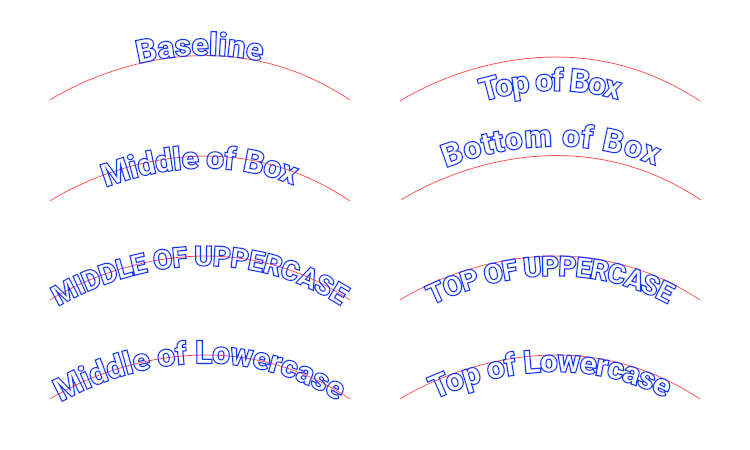 Baseline
Top of Box
Middle of Box
Bottom of Box
MIDDLE OF UPPERCASE
TOP OF UPPERCASE
Middle of Lowercase
Top of Lowercase